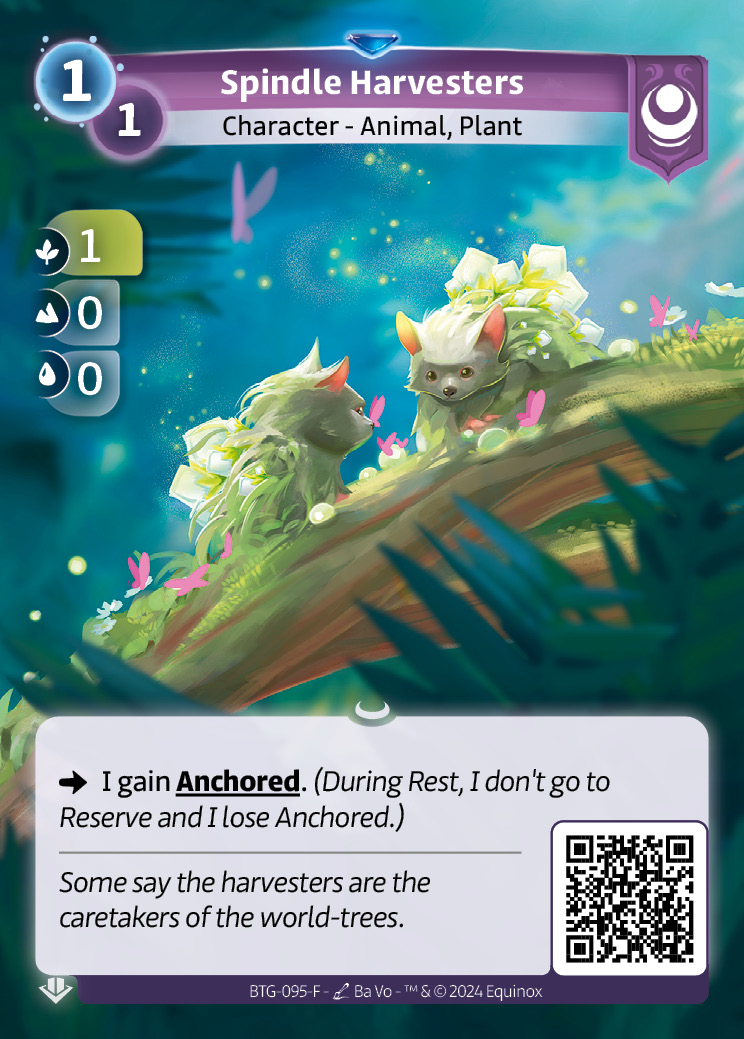 1
Spindle Harvesters
1
Character - Animal, Plant
1
0
0
I gain Anchored. (During Rest, I don't go to
Reserve and I lose Anchored.)
Some say the harvesters are the
caretakers of the world-trees.
BTG-095-F - Ba Vo - ™ & © 2024 Equinox